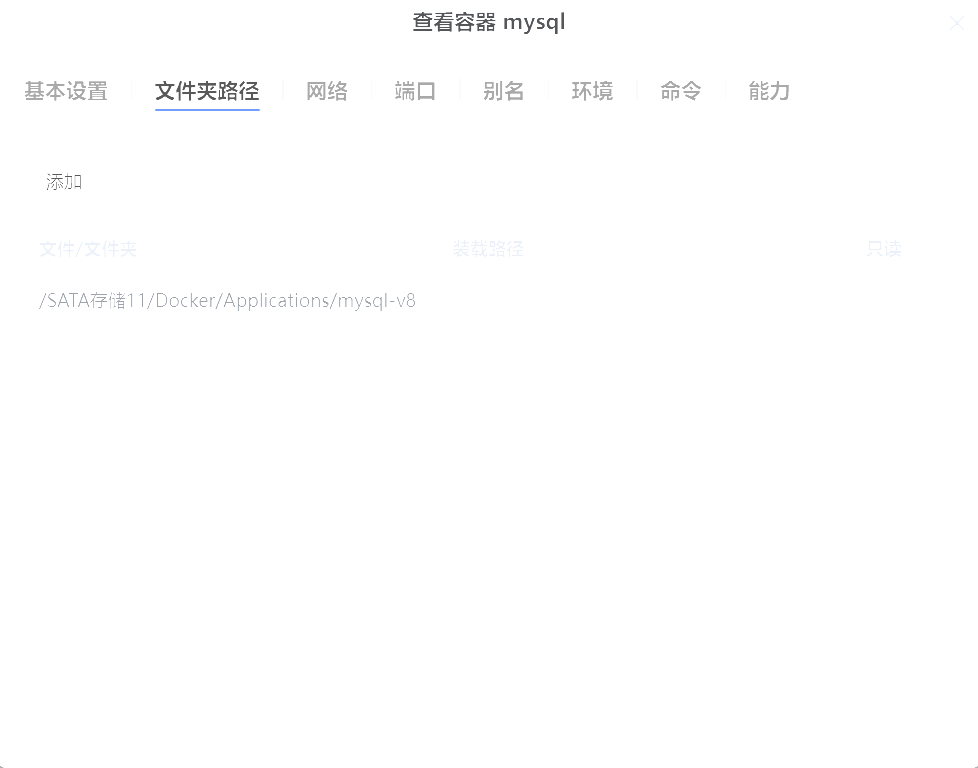 查看容器 mysql
基本设置 文件夹路径 网络 端口 别名 环境 命令 能力
添加
文件/文件夹 装载路径 只读
/SATA存储11/Docker/Applications/mysql-v8